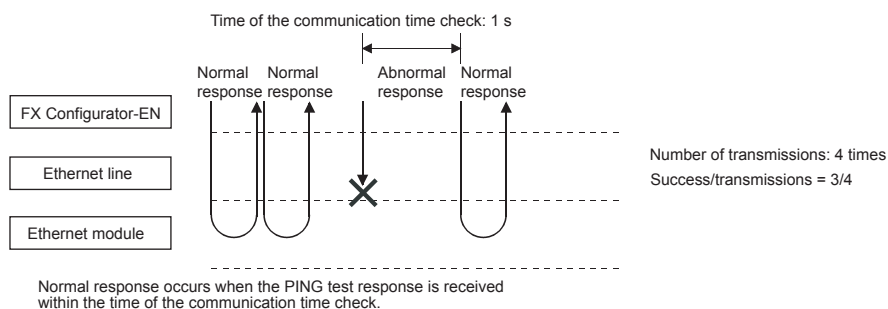 Time of the communication time check: 1 s
Normal response
Normal response
Abnormal response
Normal response
FX Configurator-EN
Ethernet line
Ethernet module
Number of transmissions: 4 times
Success/transmissions = 3/4
Normal response occurs when the PING test response is received
within the time of the communication time check.